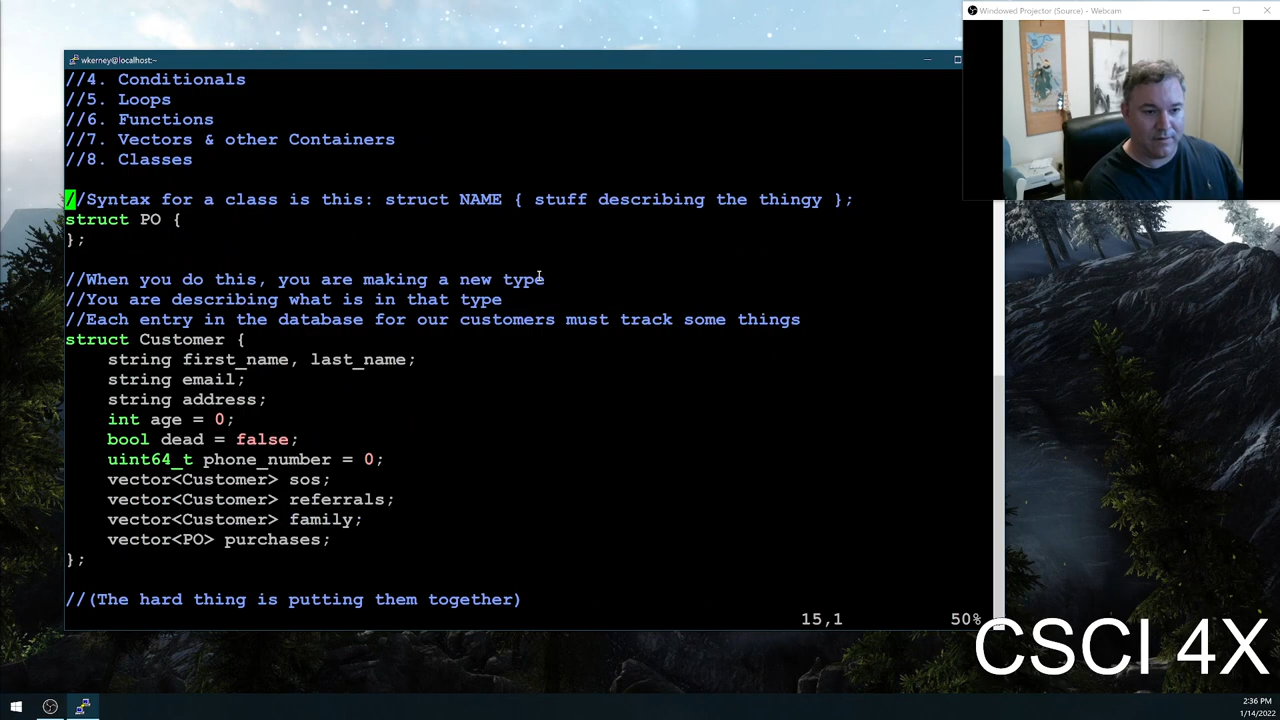 Windowed Projector (Source) - Webcam
wkerney@localhost:~
//4. Conditionals
//5. Loops
//6. Functions
//7. Vectors & other Containers
//8. Classes
//Syntax for a class is this: struct NAME { stuff describing the thingy };
struct PO {
};
//When you do this, you are making a new type
//You are describing what is in that type
//Each entry in the database for our customers must track some things
struct Customer {
string first_name, last_name;
string email;
string address;
int age = 0;
bool dead = false;
uint64_t phone_number = 0;
vector<Customer> sos;
vector<Customer> referrals;
vector<Customer> family;
vector<PO> purchases;
};
//(The hard thing is putting them together)
15,1 50%
CSCI 4X
2:36 PM
1/14/2022